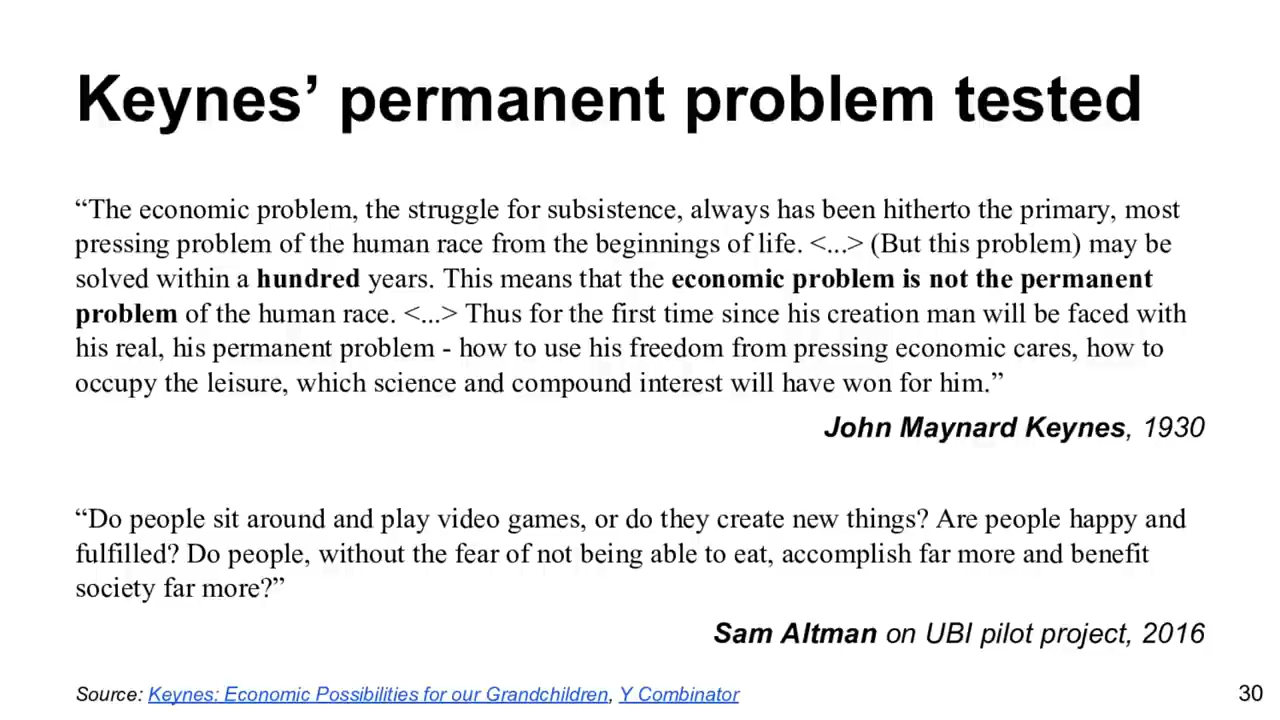 Keynes’ permanent problem tested
“The economic problem, the struggle for subsistence, always has been hitherto the primary, most
pressing problem of the human race from the beginnings of life. <...> (But this problem) may be
solved within a hundred years. This means that the economic problem is not the permanent
problem of the human race. <...> Thus for the first time since his creation man will be faced with
his real, his permanent problem - how to use his freedom from pressing economic cares, how to
occupy the leisure, which science and compound interest will have won for him.”
John Maynard Keynes, 1930
“Do people sit around and play video games, or do they create new things? Are people happy and
fulfilled? Do people, without the fear of not being able to eat, accomplish far more and benefit
society far more?”
Sam Altman on UBI pilot project, 2016
Source: Keynes: Economic Possibilities for our Grandchildren, Y Combinator
30